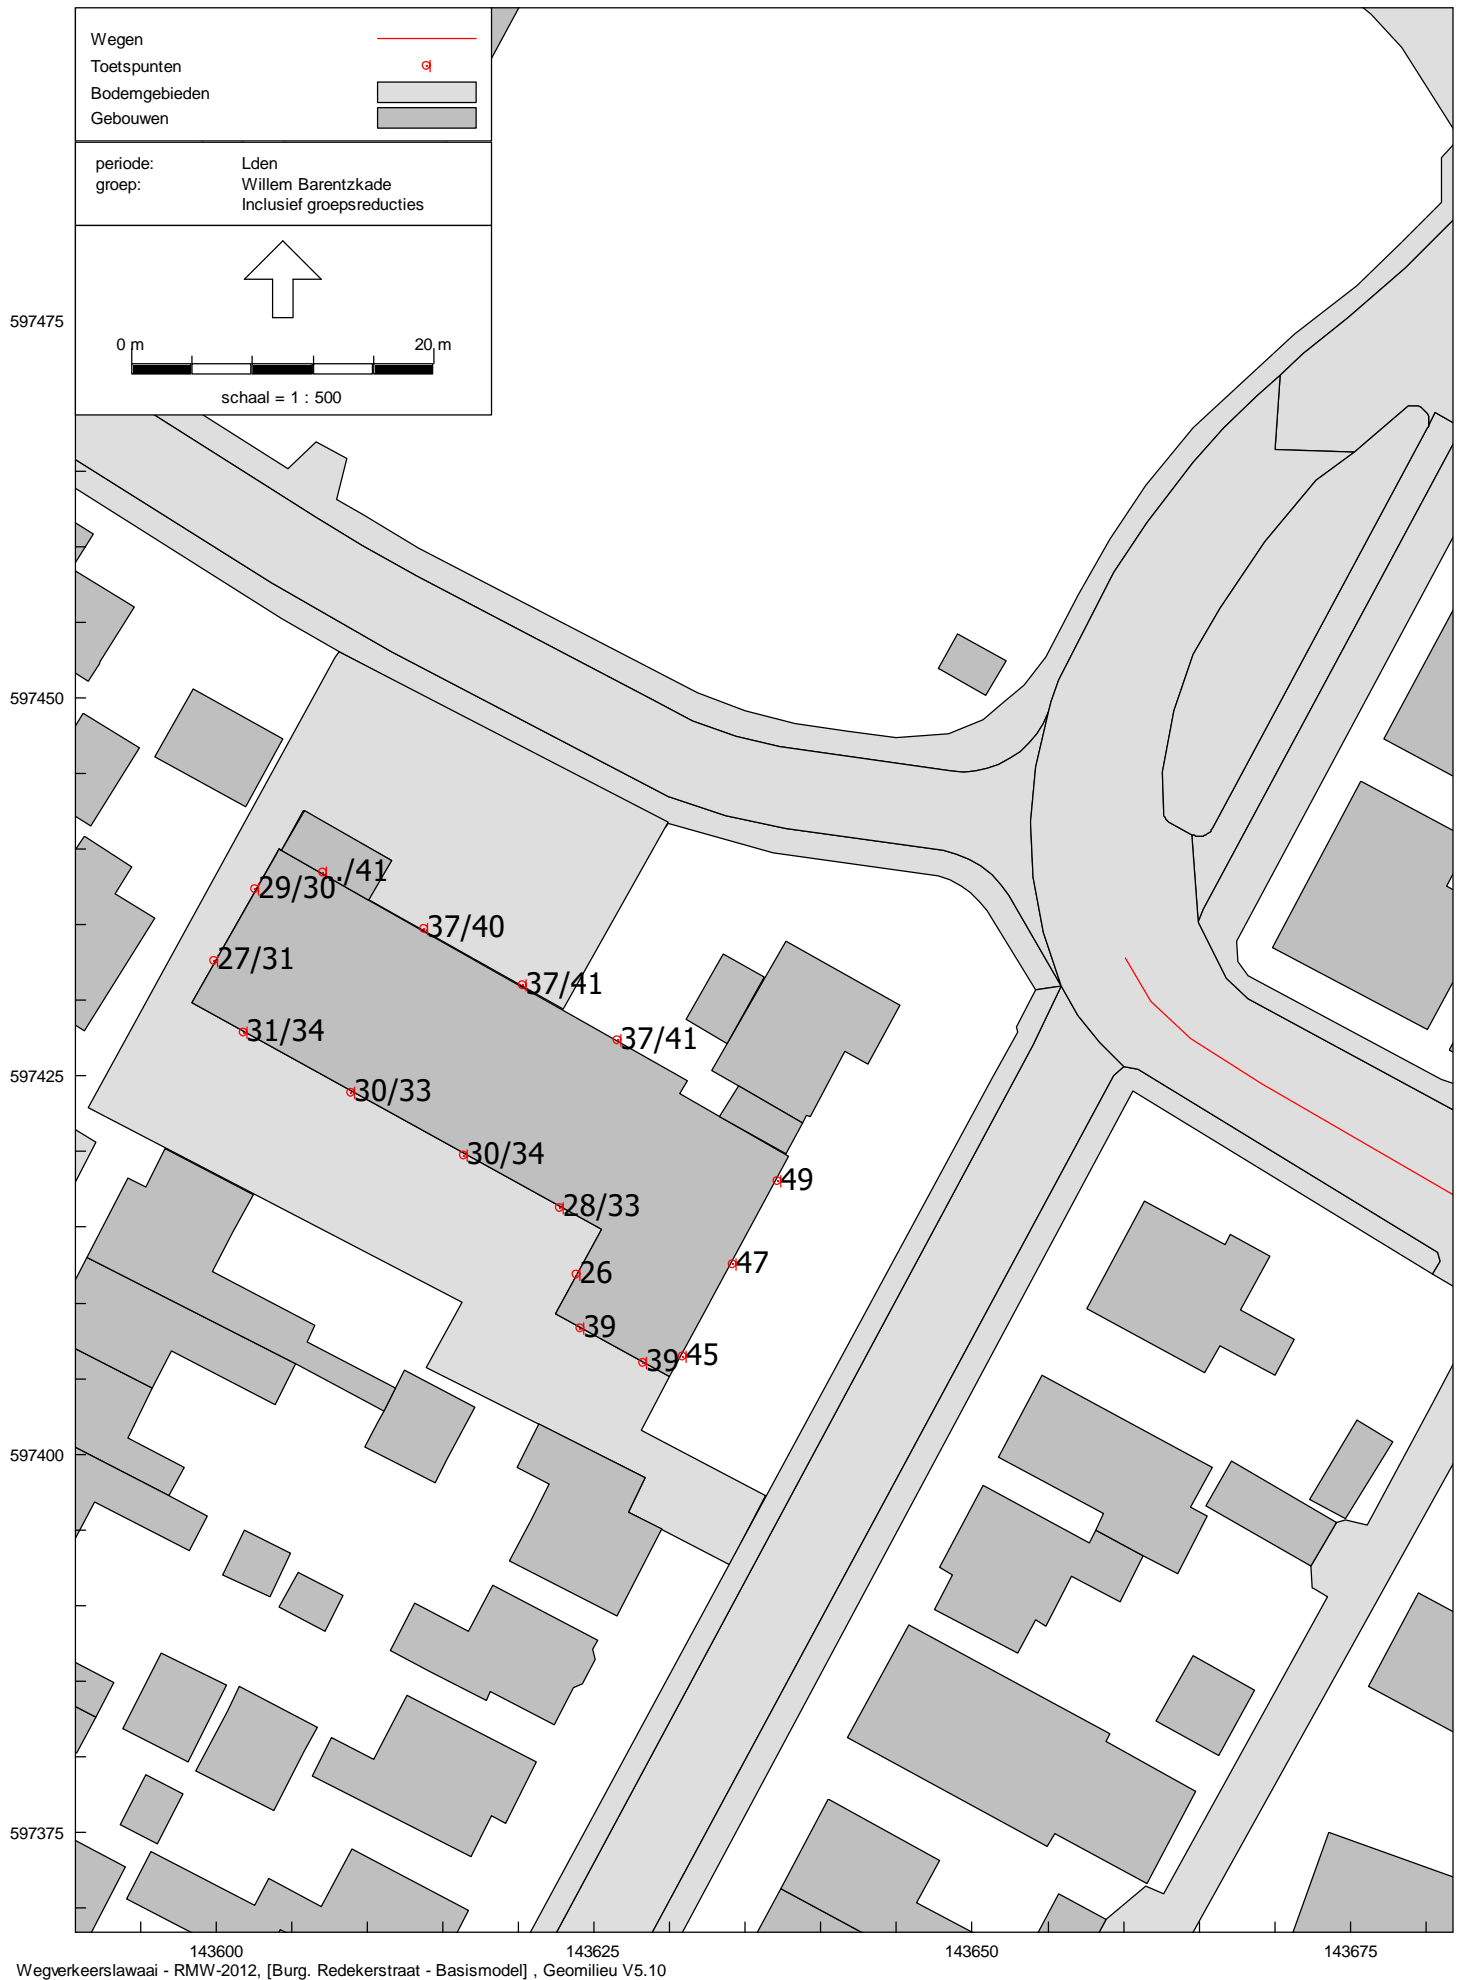 Wegen
Toetspunten
Bodemgebieden
Gebouwen
periode: Lden
groep: Willem Barentzkade
Inclusief groepsreducties
0 m 20 m
schaal = 1 : 500
597475
597450
597425
597400
597375
../41
29/30
37/40
27/31
37/41
31/34
37/41
30/33
30/34
49
28/33
47
26
39
45
39
143600 143625 143650 143675
Wegverkeerslawaai - RMW-2012, [Burg. Redekerstraat - Basismodel] , Geomilieu V5.10